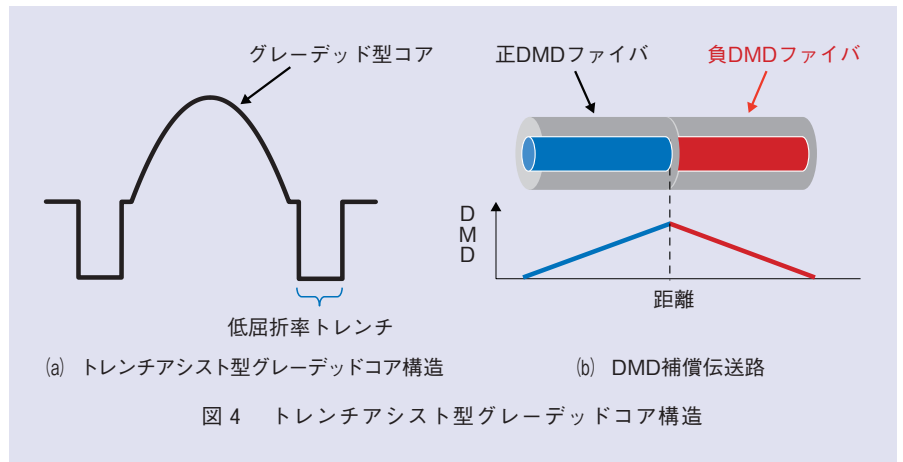 グレーデッド型コア
低屈折率トレンチ
(a) トレンチアシスト型グレーデッドコア構造
正DMDファイバ
負DMDファイバ
DMD
距離
(b) DMD補償伝送路
図4 トレンチアシスト型グレーデッドコア構造